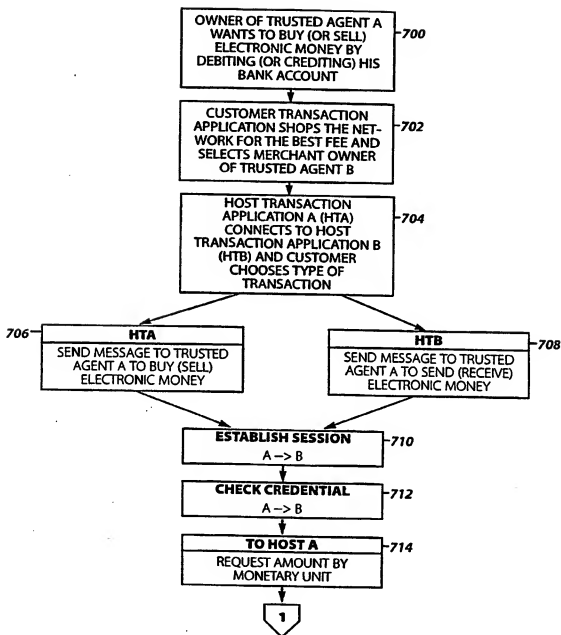 OWNER OF TRUSTED AGENT A
WANTS TO BUY (OR SELL)
ELECTRONIC MONEY BY
DEBITING (OR CREDITING) HIS
BANK ACCOUNT
700
CUSTOMER TRANSACTION
APPLICATION SHOPS THE NET-
WORK FOR THE BEST FEE AND
SELECTS MERCHANT OWNER
OF TRUSTED AGENT B
702
HOST TRANSACTION
APPLICATION A (HTA)
CONNECTS TO HOST
TRANSACTION APPLICATION B
(HTB) AND CUSTOMER
CHOOSES TYPE OF
TRANSACTION
704
706
HTA
SEND MESSAGE TO TRUSTED
AGENT A TO BUY (SELL)
ELECTRONIC MONEY
HTB
708
SEND MESSAGE TO TRUSTED
AGENT A TO SEND (RECEIVE)
ELECTRONIC MONEY
ESTABLISH SESSION
710
A –> B
CHECK CREDENTIAL
712
A –> B
TO HOST A
714
REQUEST AMOUNT BY
MONETARY UNIT
1